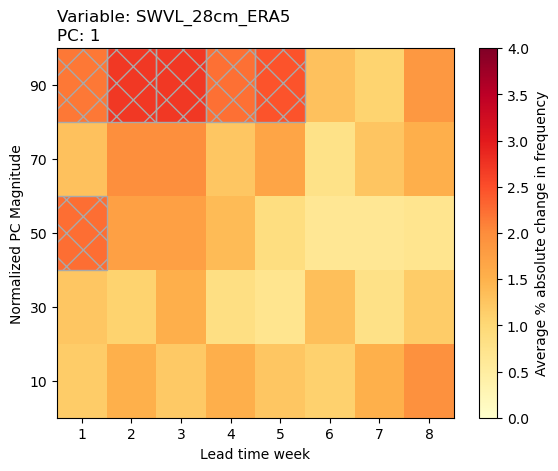 Variable: SWVL_28cm_ERA5
PC: 1
Normalized PC Magnitude
90
70
50
30
10
1 2 3 4 5 6 7 8
Lead time week
4.0
3.5
3.0
2.5
2.0
1.5
1.0
0.5
0.0
Average % absolute change in frequency